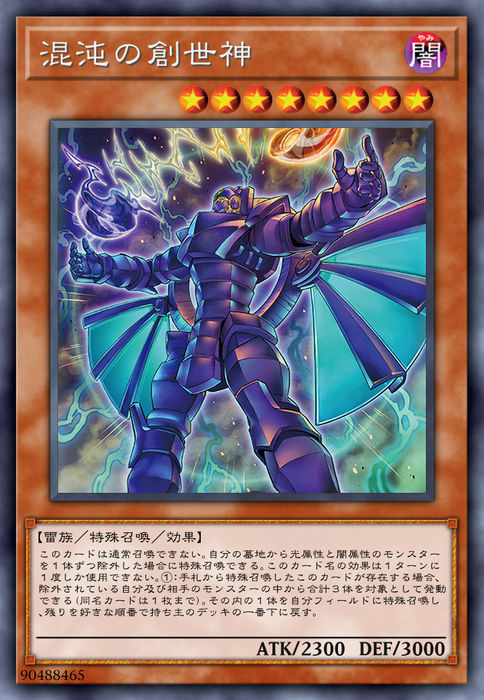 混沌の創世神
やみ
闇
【雷族／特殊召喚／効果】
このカードは通常召喚できない。自分の墓地から光属性と闇属性のモンスター
を１体ずつ除外した場合に特殊召喚できる。このカード名の効果は１ターンに
１度しか使用できない。①：手札から特殊召喚したこのカードが存在する場合、
除外されている自分及び相手のモンスターの中から合計３体を対象として発動
できる（同名カードは１枚まで）。その内の１体を自分フィールドに特殊召喚し、
残りを好きな順番で持ち主のデッキの一番下に戻す。
ATK/2300 DEF/3000
90488465